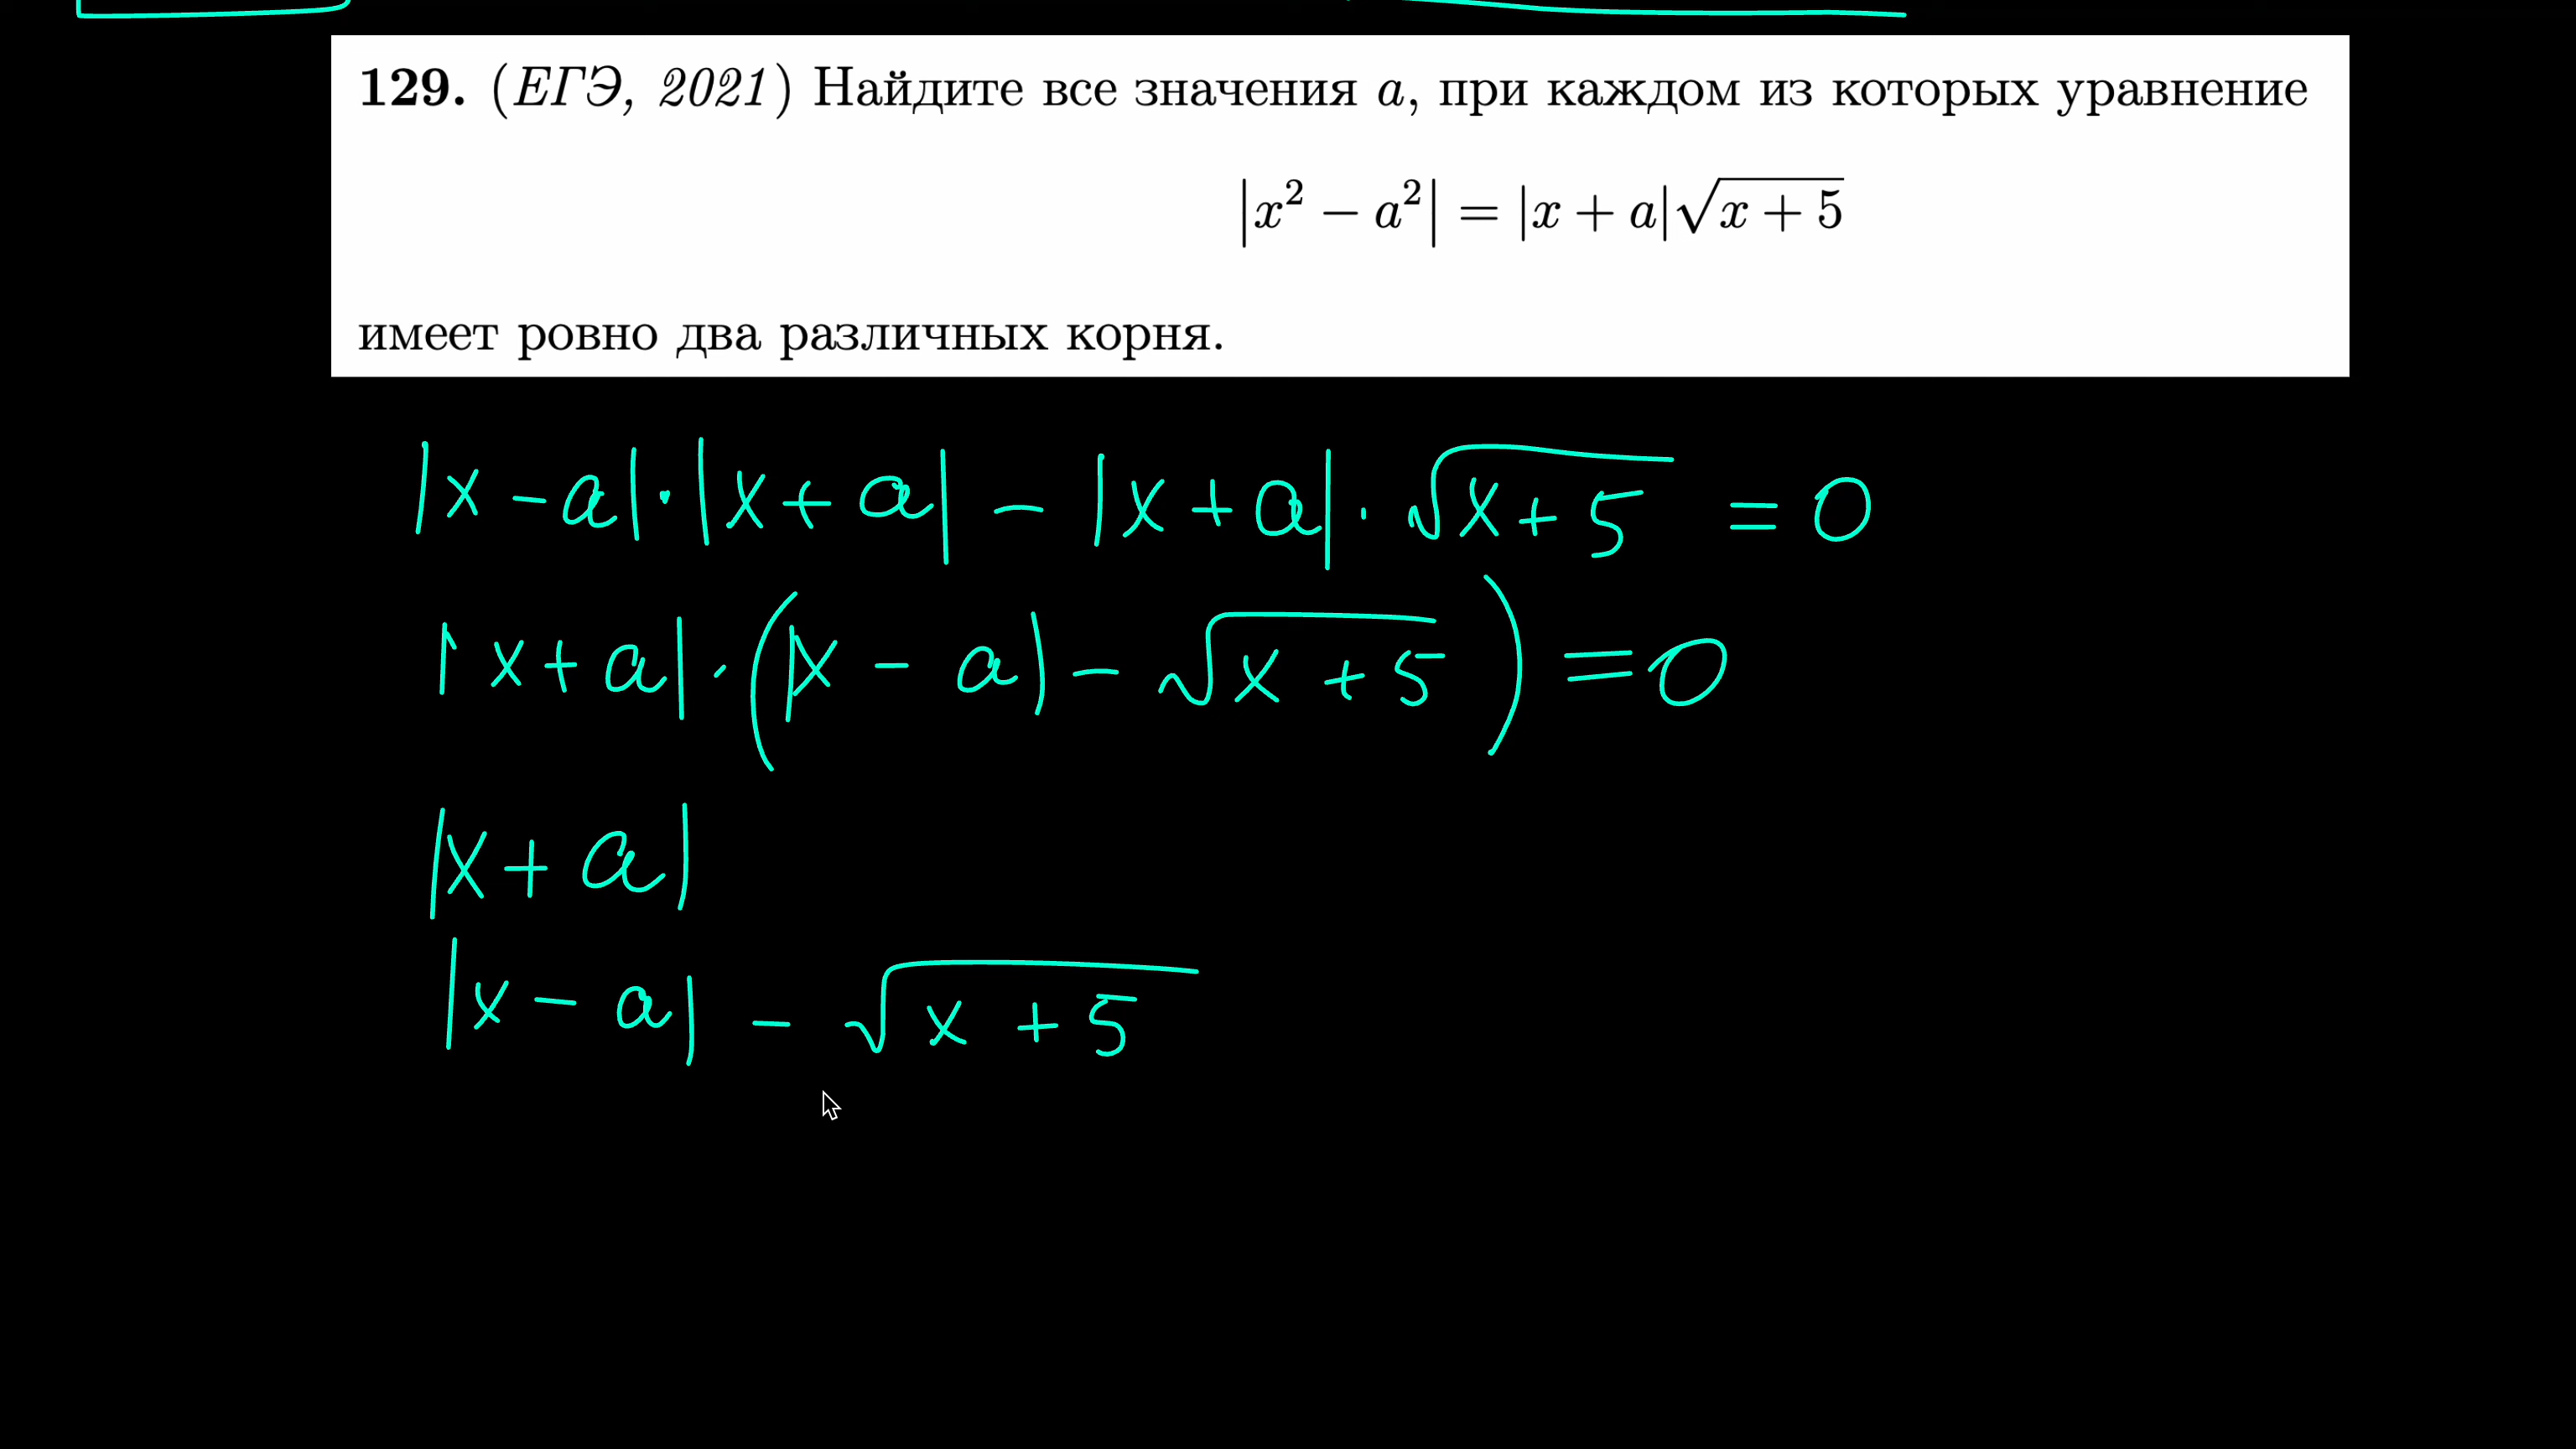 129. (ЕГЭ, 2021) Найдите все значения a, при каждом из которых уравнение
|x² − a²| = |x + a|√(x + 5)
имеет ровно два различных корня.
|x − a| · |x + a| − |x + a| · √(x + 5) = 0
|x + a| · (|x − a| − √(x + 5)) = 0
|x + a|
|x − a| − √(x + 5)